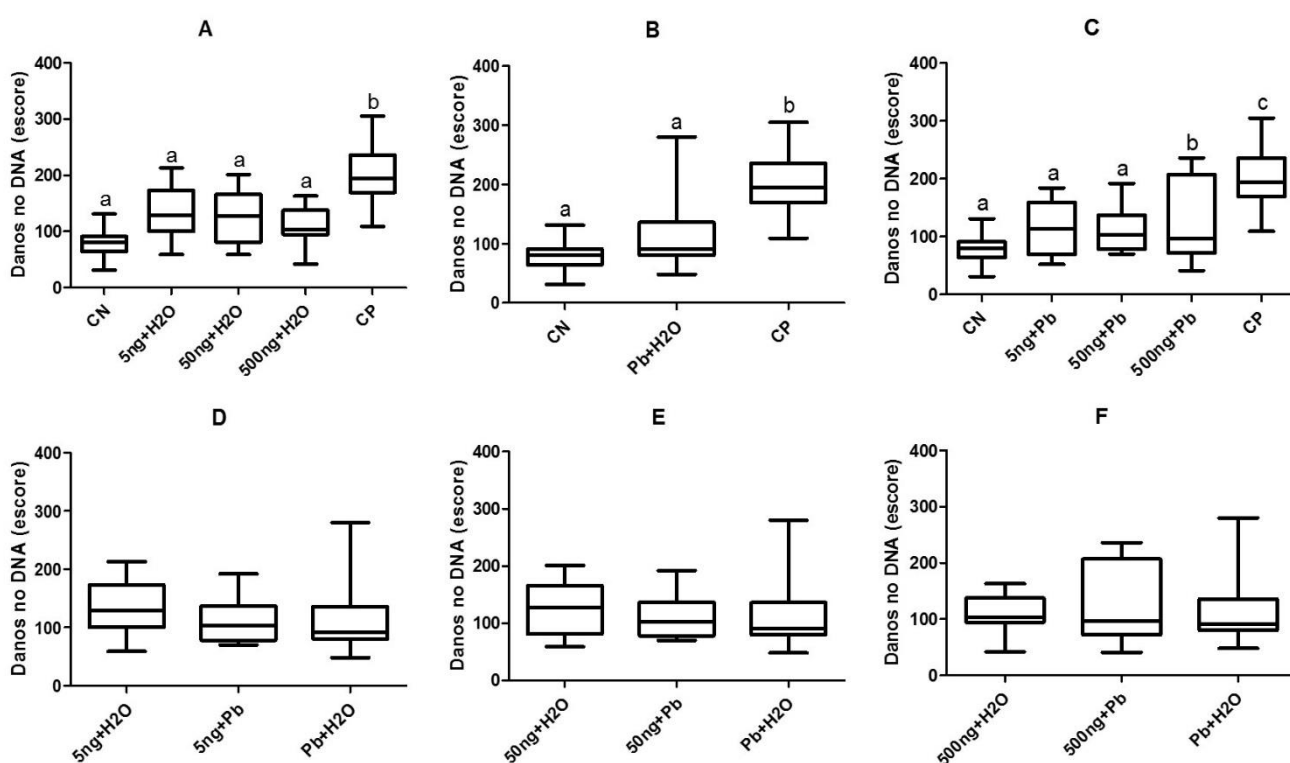 A
Danos no DNA (escore)
400
300
200
100
0
a
a
a
a
b
CN
5ng+H2O
50ng+H2O
500ng+H2O
CP
B
Danos no DNA (escore)
400
300
200
100
0
a
a
b
CN
Pb+H2O
CP
C
Danos no DNA (escore)
400
300
200
100
0
a
a
a
b
c
CN
5ng+Pb
50ng+Pb
500ng+Pb
CP
D
Danos no DNA (escore)
400
300
200
100
0
5ng+H2O
5ng+Pb
Pb+H2O
E
Danos no DNA (escore)
400
300
200
100
0
50ng+H2O
50ng+Pb
Pb+H2O
F
Danos no DNA (escore)
400
300
200
100
0
500ng+H2O
500ng+Pb
Pb+H2O